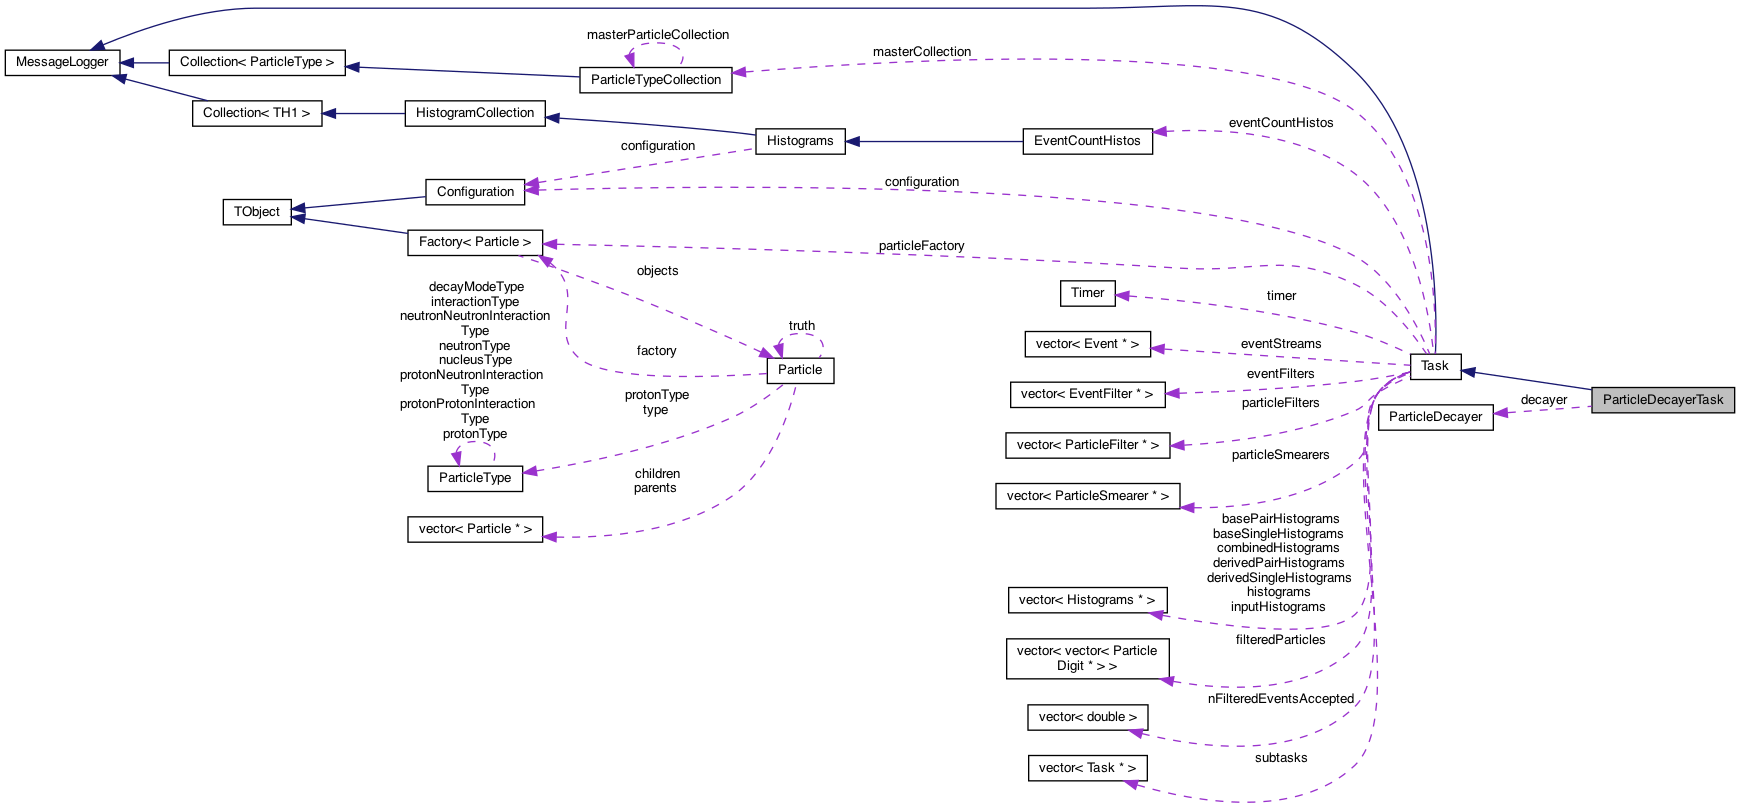 masterParticleCollection
masterCollection
MessageLogger
Collection< ParticleType >
ParticleTypeCollection
Collection< TH1 >
HistogramCollection
eventCountHistos
Histograms
EventCountHistos
configuration
Configuration
configuration
TObject
Factory< Particle >
particleFactory
objects
decayModeType
interactionType
neutronNeutronInteraction
Type
neutronType
nucleusType
protonNeutronInteraction
Type
protonProtonInteraction
Type
protonType
factory
truth
Particle
protonType
type
ParticleType
children
parents
vector< Particle * >
Timer
timer
vector< Event * >
eventStreams
Task
eventFilters
vector< EventFilter * >
particleFilters
decayer
ParticleDecayerTask
ParticleDecayer
vector< ParticleFilter * >
particleSmearers
vector< ParticleSmearer * >
basePairHistograms
baseSingleHistograms
combinedHistograms
derivedPairHistograms
derivedSingleHistograms
histograms
inputHistograms
vector< Histograms * >
filteredParticles
vector< vector< Particle
Digit * > >
nFilteredEventsAccepted
vector< double >
subtasks
vector< Task * >